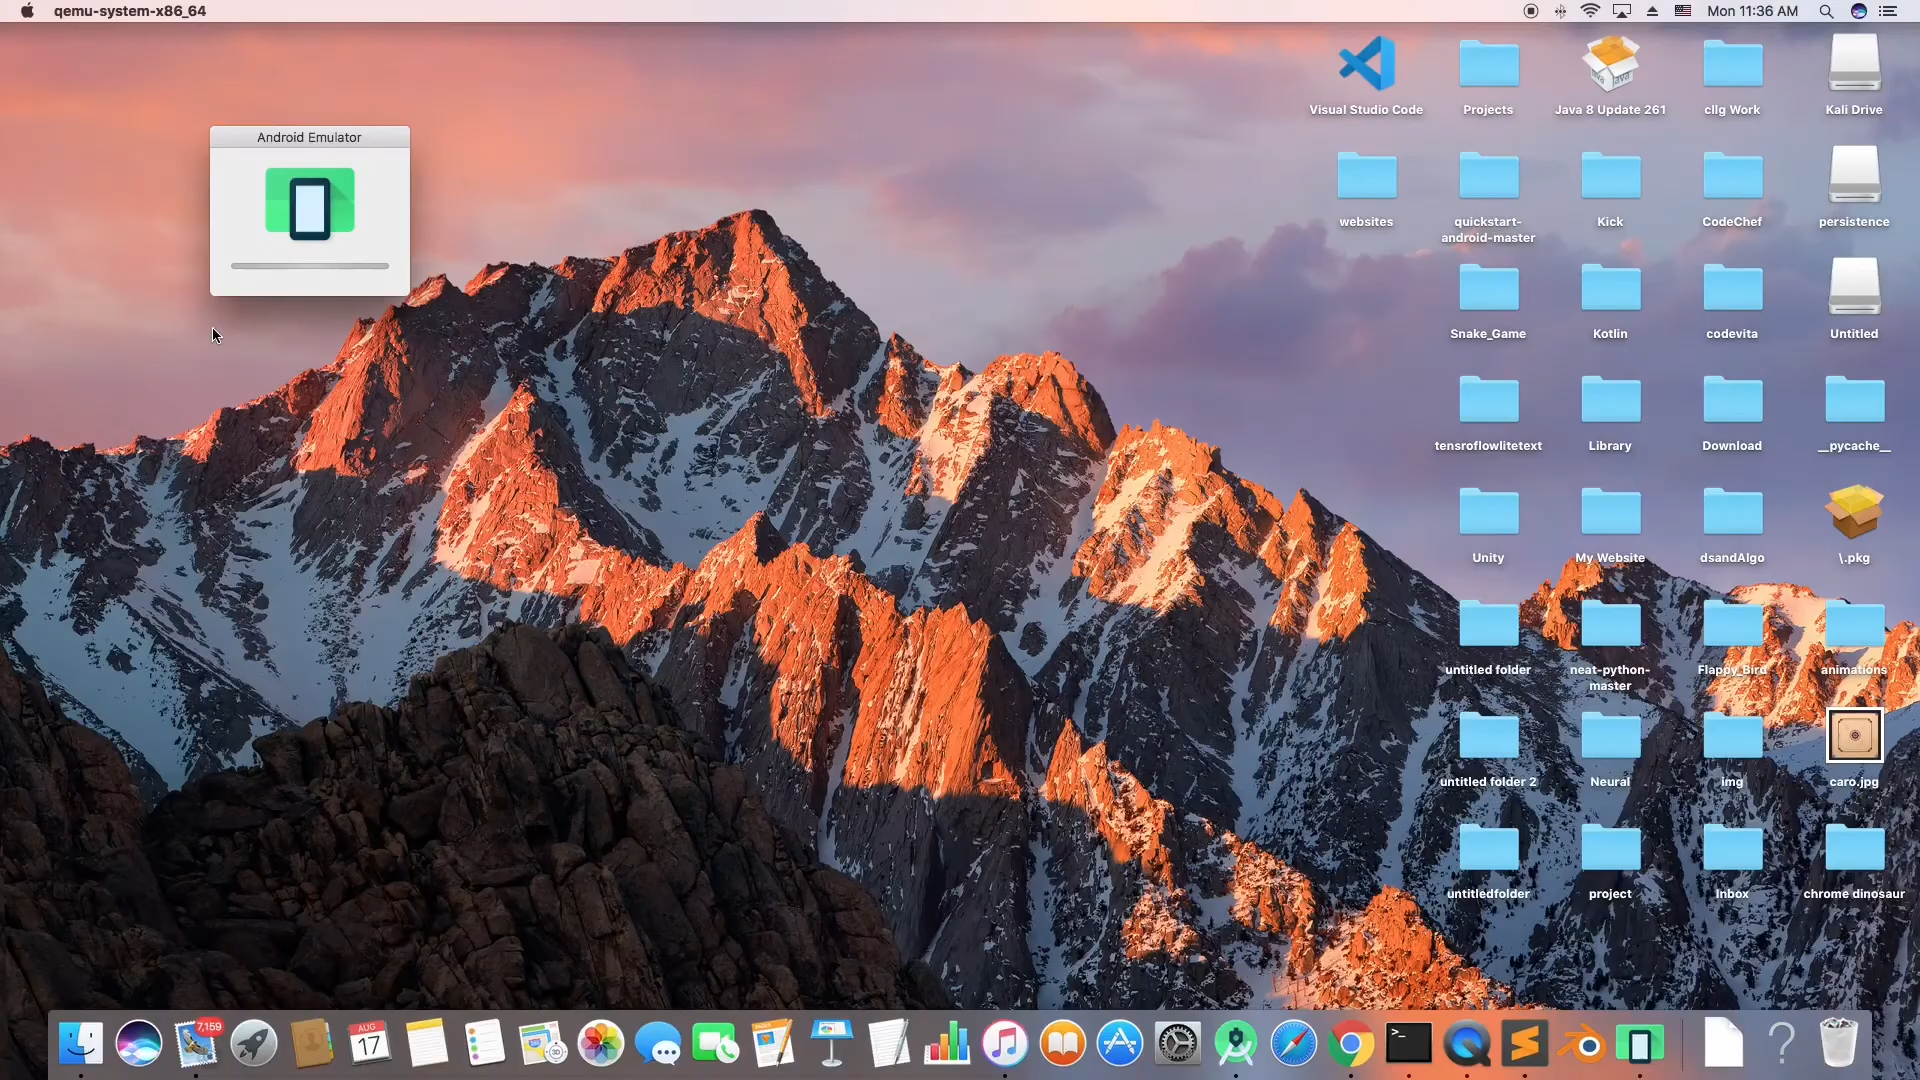 qemu-system-x86_64
Mon 11:36 AM
Android Emulator
Visual Studio Code
Projects
Java 8 Update 261
cllg Work
Kali Drive
websites
quickstart-
android-master
Kick
CodeChef
persistence
Snake_Game
Kotlin
codevita
Untitled
tensroflowlitetext
Library
Download
__pycache__
Unity
My Website
dsandAlgo
\.pkg
untitled folder
neat-python-
master
Flappy_Bird
animations
untitled folder 2
Neural
img
caro.jpg
untitledfolder
project
Inbox
chrome dinosaur
7,159
AUG
17
PAGES
>_
?